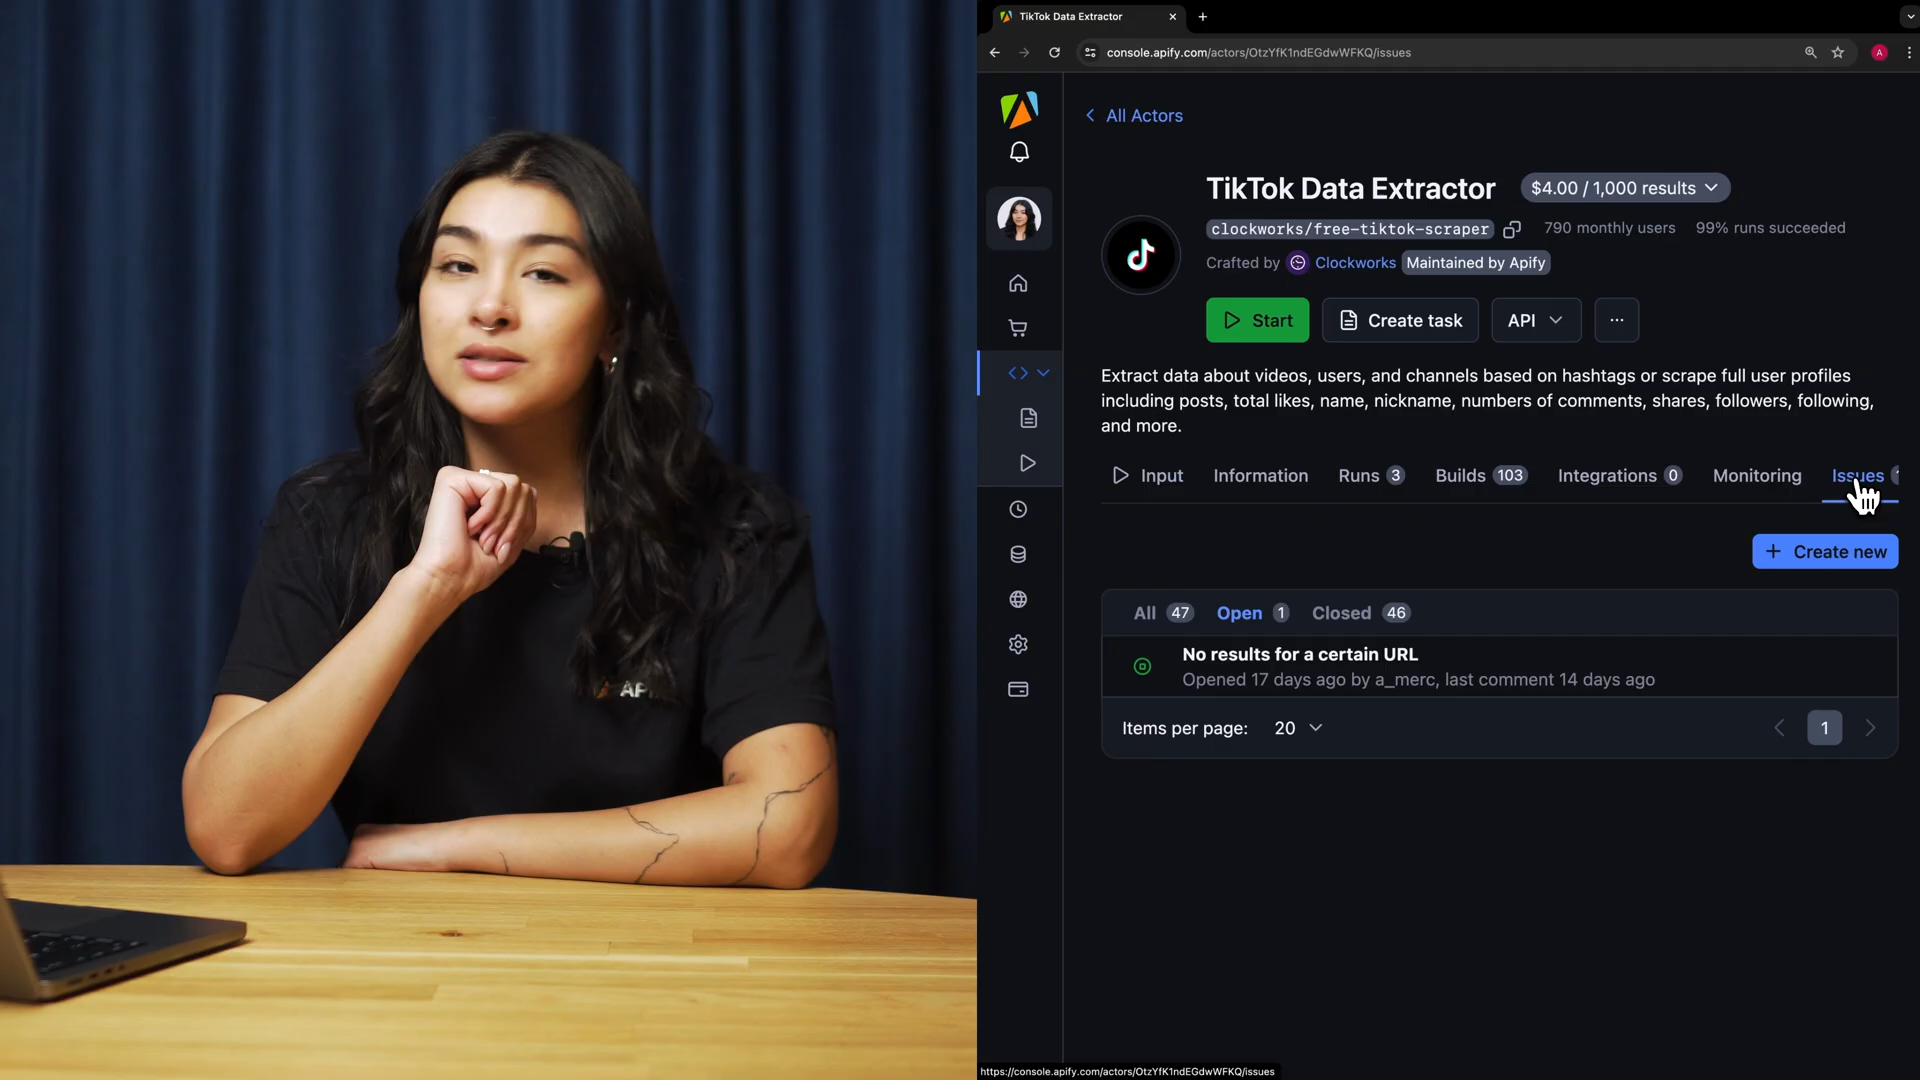 TikTok Data Extractor
console.apify.com/actors/OtzYfK1ndEGdwWFKQ/issues
A
All Actors
TikTok Data Extractor
$4.00 / 1,000 results
clockworks/free-tiktok-scraper
790 monthly users
99% runs succeeded
Crafted by Clockworks Maintained by Apify
Start
Create task
API
Extract data about videos, users, and channels based on hashtags or scrape full user profiles
including posts, total likes, name, nickname, numbers of comments, shares, followers, following,
and more.
Input
Information
Runs 3
Builds 103
Integrations 0
Monitoring
Issues
Create new
All 47
Open 1
Closed 46
No results for a certain URL
Opened 17 days ago by a_merc, last comment 14 days ago
Items per page: 20
1
https://console.apify.com/actors/OtzYfK1ndEGdwWFKQ/issues